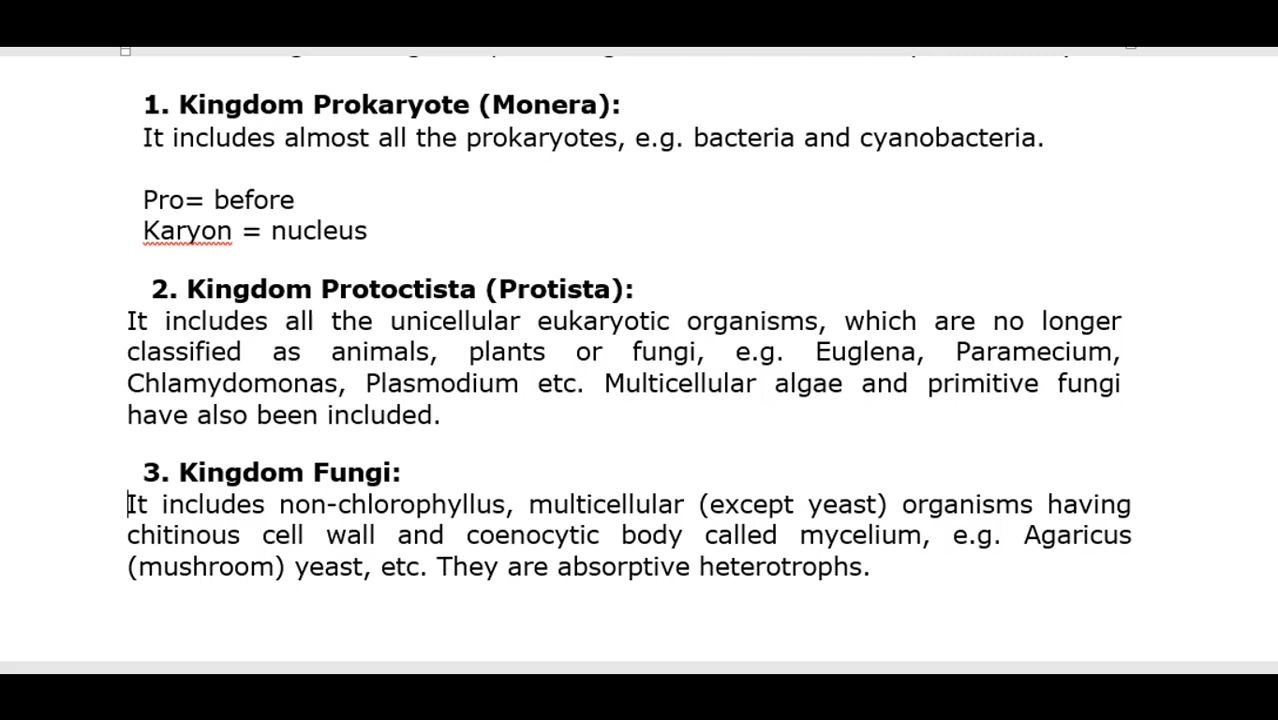 1. Kingdom Prokaryote (Monera):
It includes almost all the prokaryotes, e.g. bacteria and cyanobacteria.
Pro= before
Karyon = nucleus
2. Kingdom Protoctista (Protista):
It includes all the unicellular eukaryotic organisms, which are no longer
classified as animals, plants or fungi, e.g. Euglena, Paramecium,
Chlamydomonas, Plasmodium etc. Multicellular algae and primitive fungi
have also been included.
3. Kingdom Fungi:
It includes non-chlorophyllus, multicellular (except yeast) organisms having
chitinous cell wall and coenocytic body called mycelium, e.g. Agaricus
(mushroom) yeast, etc. They are absorptive heterotrophs.